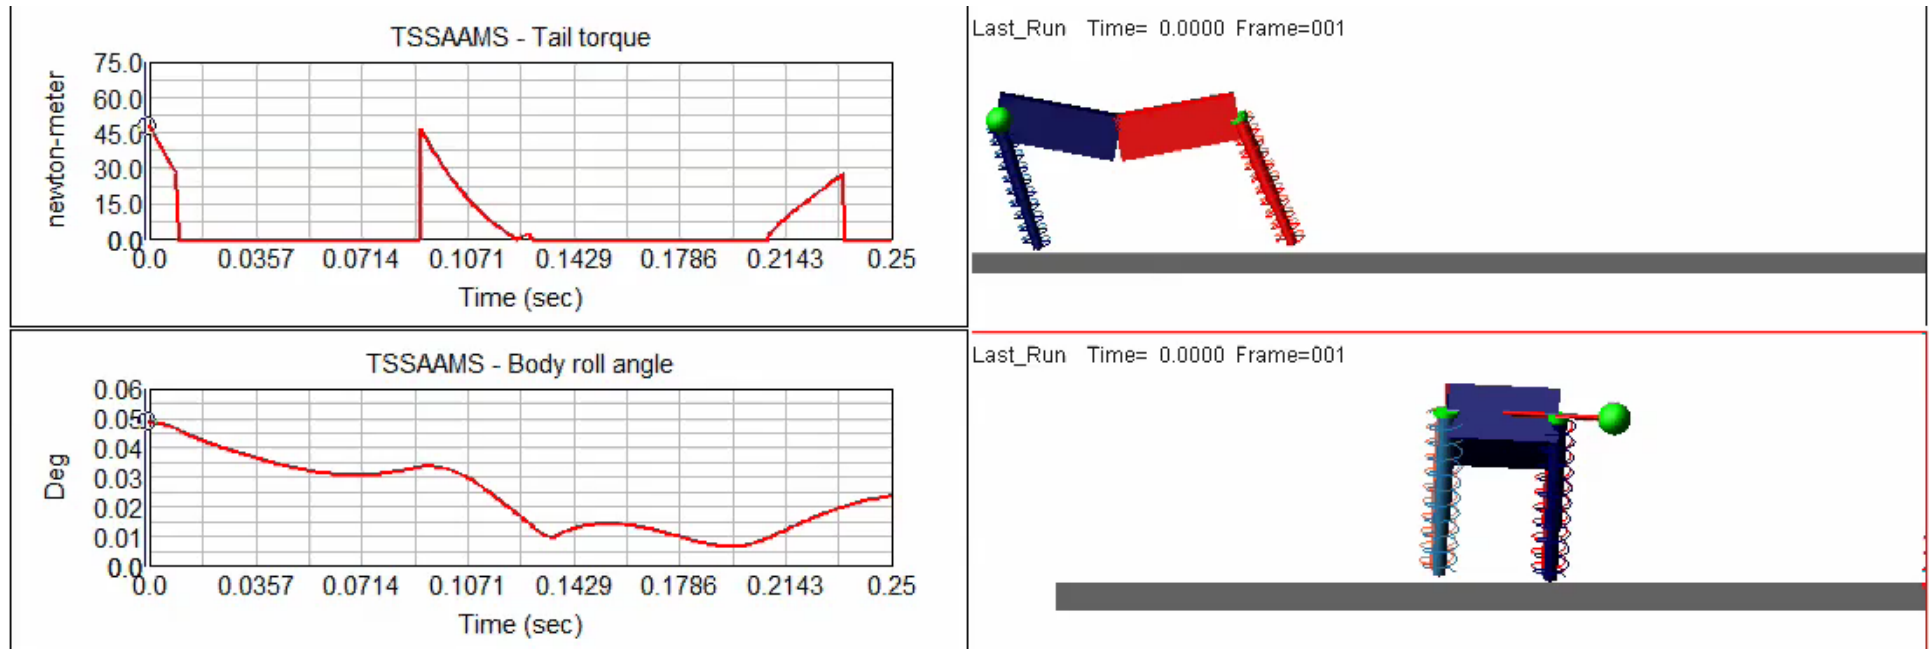 TSSAAMS - Tail torque
newton-meter
75.0
60.0
45.0
30.0
15.0
0.0
0.0 0.0357 0.0714 0.1071 0.1429 0.1786 0.2143 0.25
Time (sec)
Last_Run Time= 0.0000 Frame=001
TSSAAMS - Body roll angle
Deg
0.06
0.05
0.04
0.03
0.02
0.01
0.0
0.0 0.0357 0.0714 0.1071 0.1429 0.1786 0.2143 0.25
Time (sec)
Last_Run Time= 0.0000 Frame=001